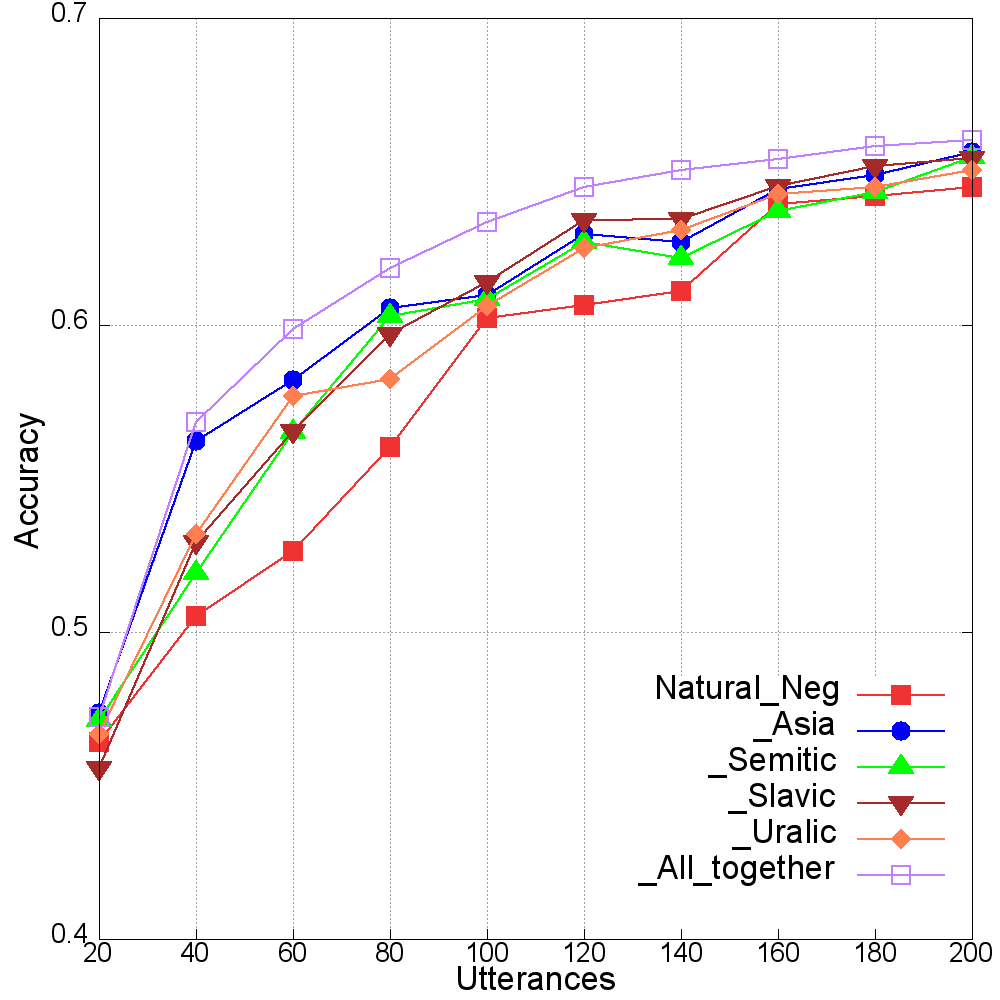 0.7
0.6
0.5
0.4
Accuracy
Natural_Neg
_Asia
_Semitic
_Slavic
_Uralic
_All_together
20 40 60 80 100 120 140 160 180 200
Utterances